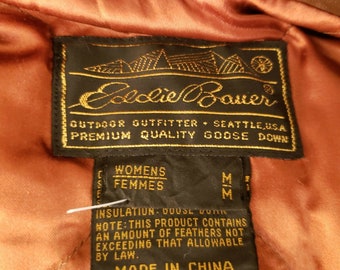 Eddie Bauer
OUTDOOR OUTFITTER • SEATTLE, U.S.A.
PREMIUM QUALITY GOOSE DOWN
WOMENS M
FEMMES M
INSULATION: GOOSE DOWN
NOTE: THIS PRODUCT CONTAINS
AN AMOUNT OF FEATHERS NOT
EXCEEDING THAT ALLOWABLE
BY LAW.
MADE IN CHINA